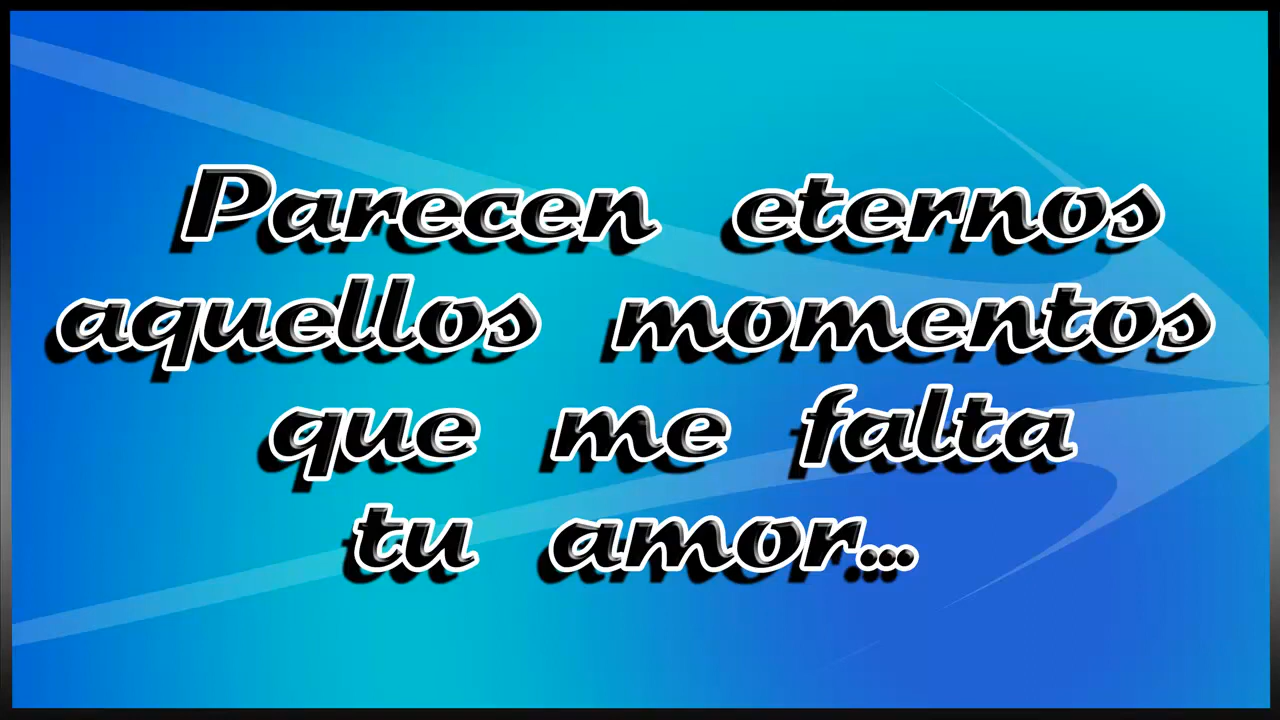 Parecen eternos
aquellos momentos
que me falta
tu amor...